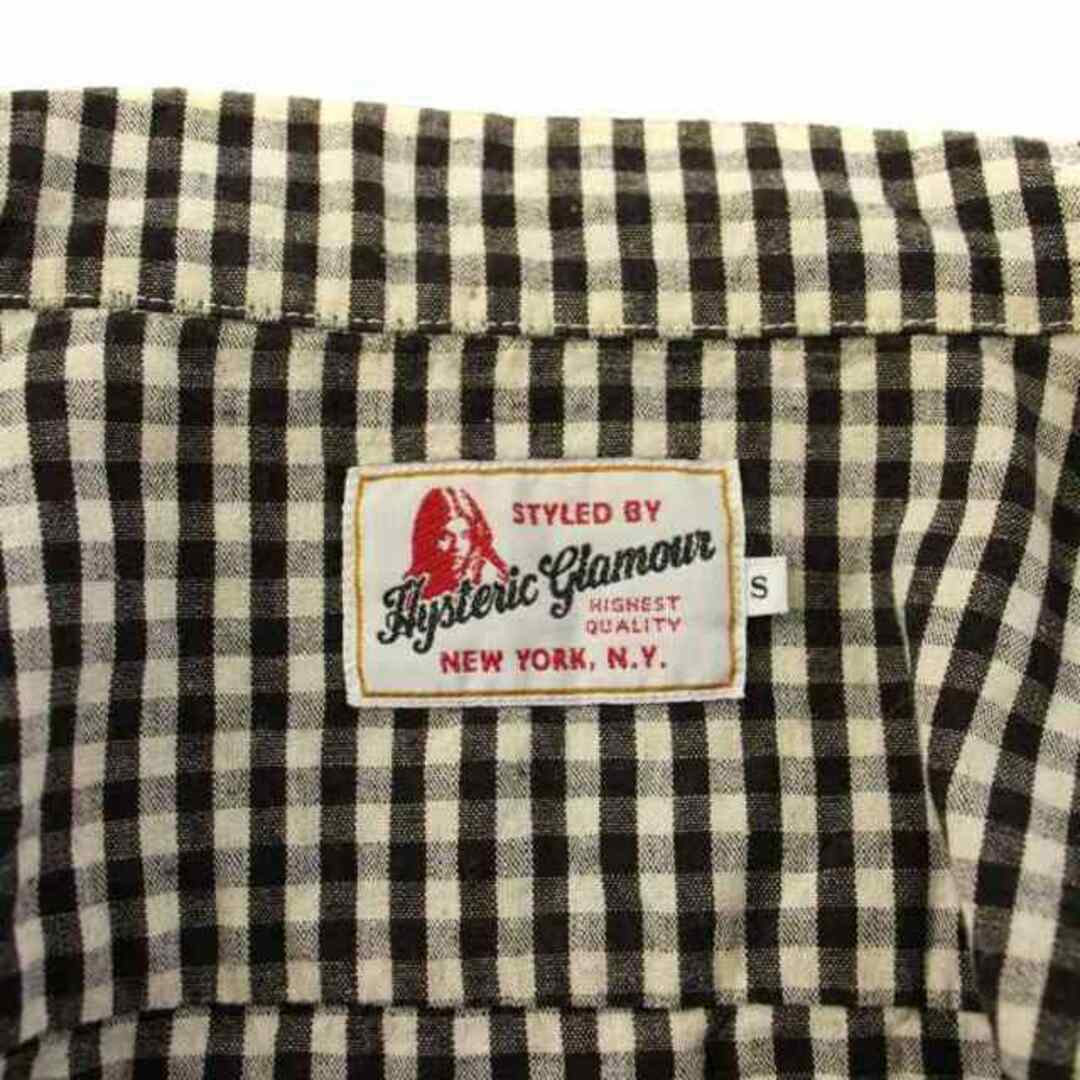 STYLED BY
Hysteric Glamour
HIGHEST
QUALITY
NEW YORK, N.Y.
S